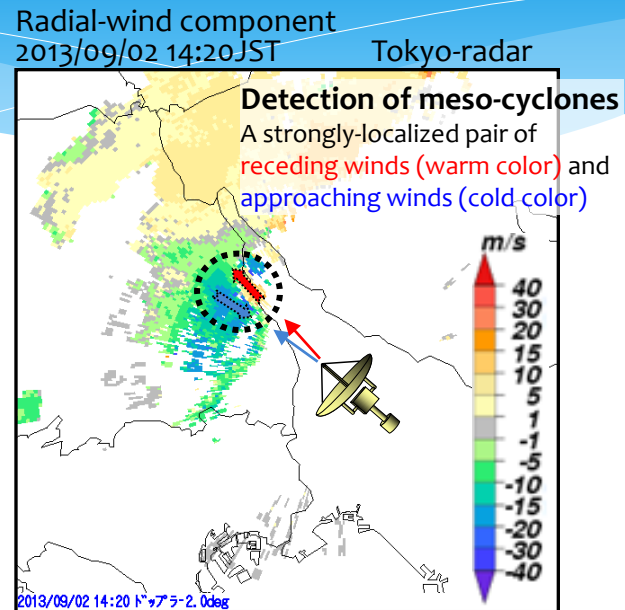 Radial-wind component
2013/09/02 14:20JST Tokyo-radar
Detection of meso-cyclones
A strongly-localized pair of
receding winds (warm color) and
approaching winds (cold color)
m/s
40
30
20
15
10
5
1
-1
-5
-10
-15
-20
-30
-40
2013/09/02 14:20 ドップラー2.0deg